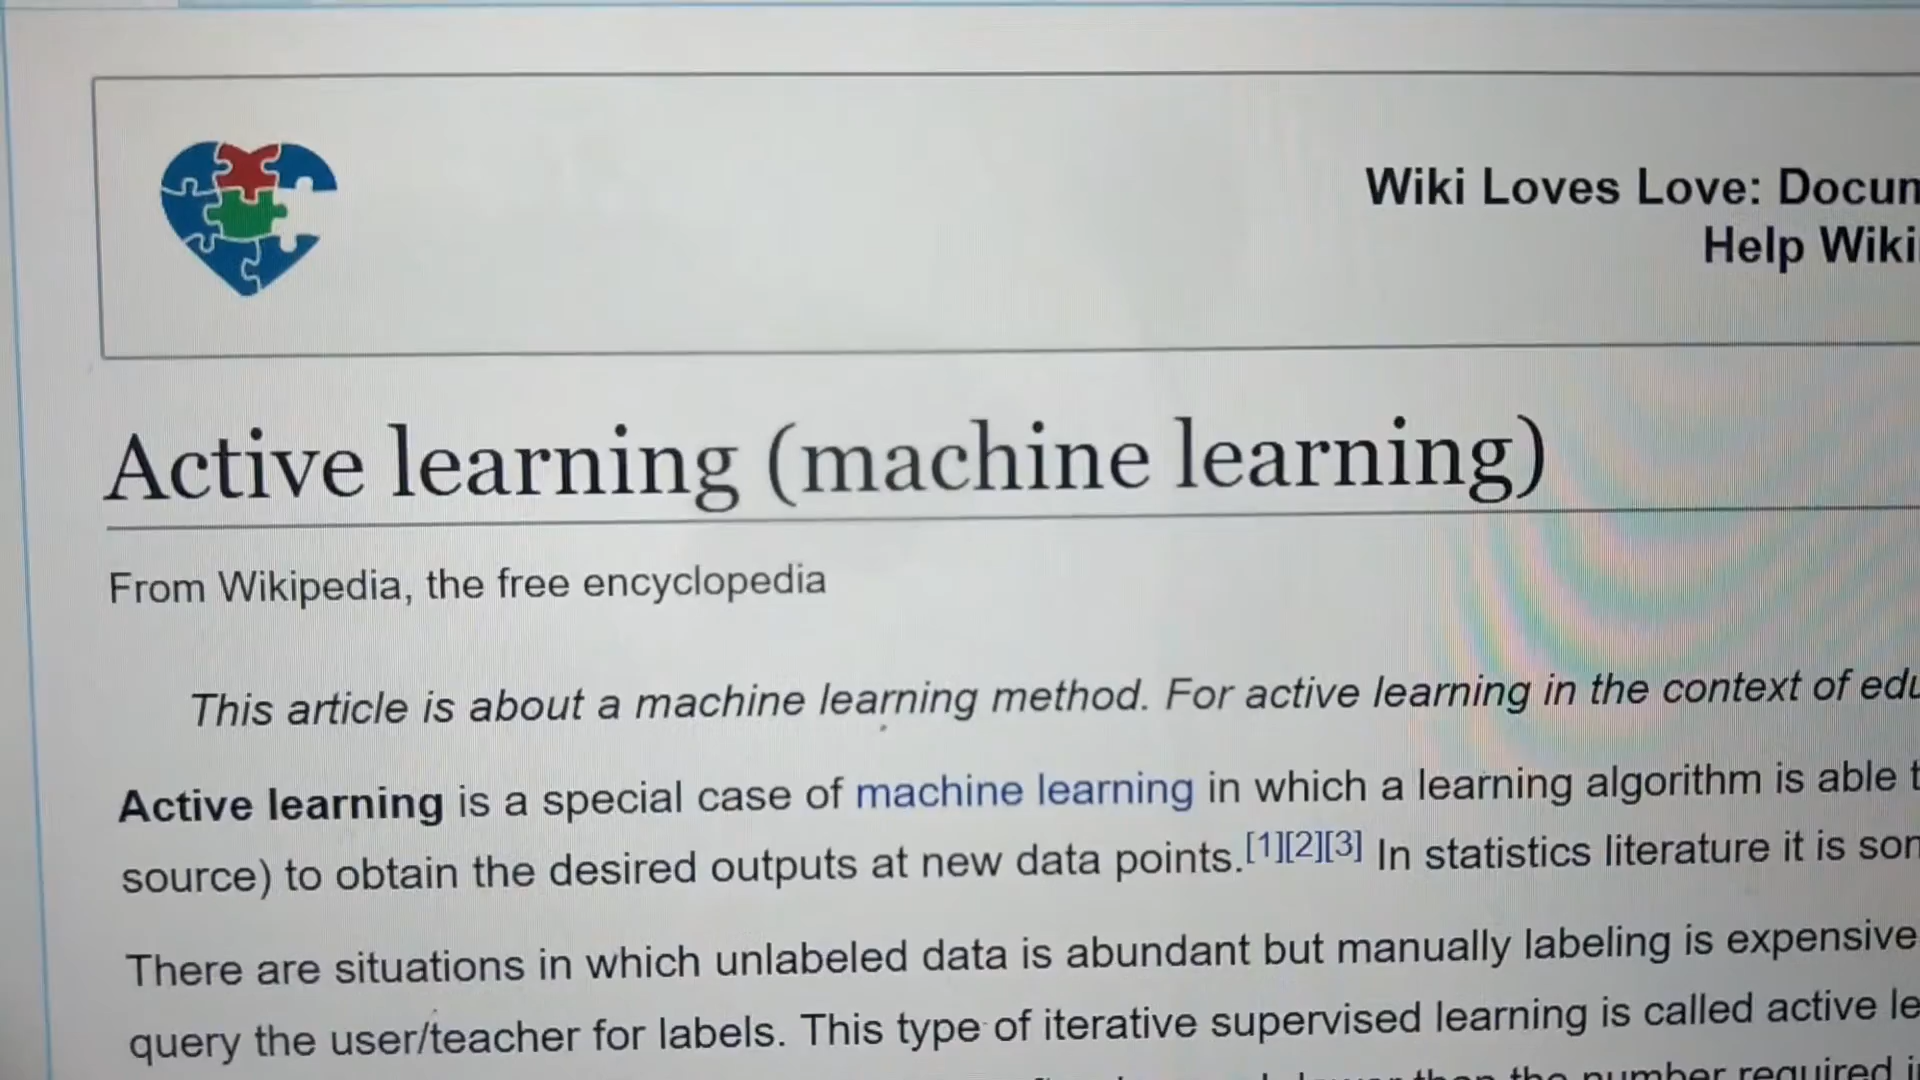 Wiki Loves Love: Docum
Help Wiki
Active learning (machine learning)
From Wikipedia, the free encyclopedia
This article is about a machine learning method. For active learning in the context of edu
Active learning is a special case of machine learning in which a learning algorithm is able t
source) to obtain the desired outputs at new data points.[1][2][3] In statistics literature it is som
There are situations in which unlabeled data is abundant but manually labeling is expensive
query the user/teacher for labels. This type of iterative supervised learning is called active le
than the number required i